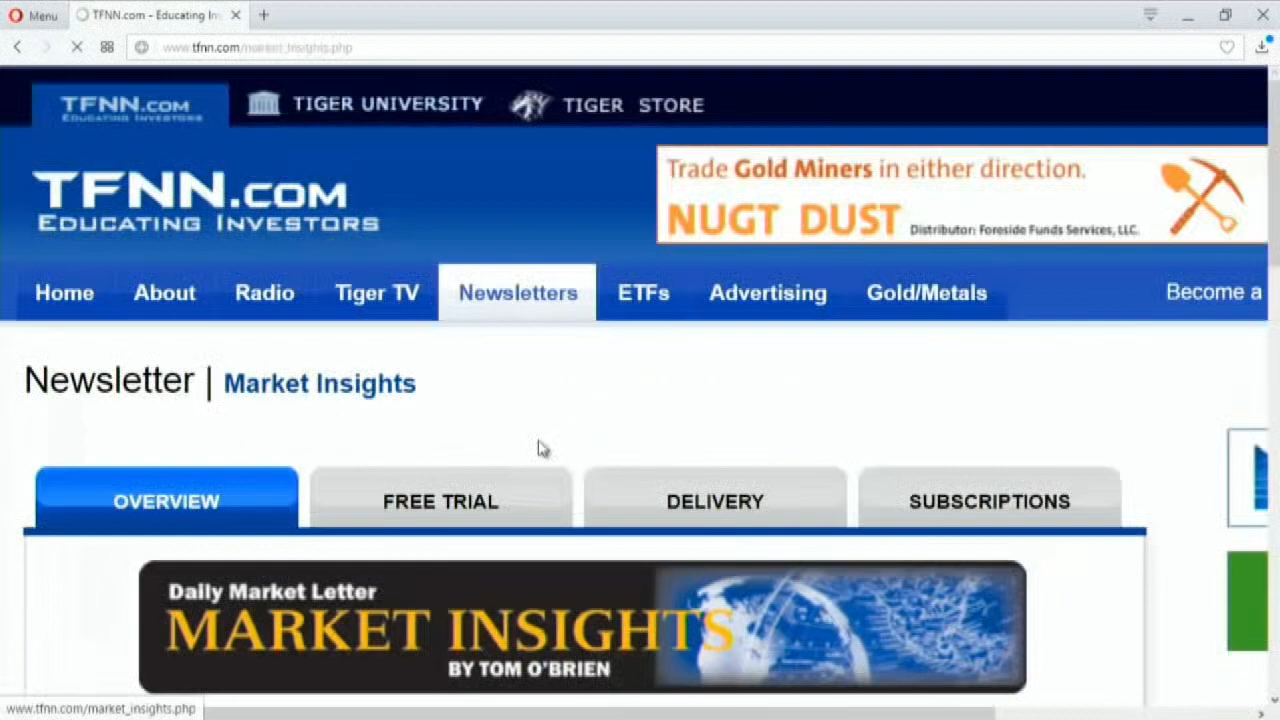 Menu
TFNN.com - Educating In
www.tfnn.com/market_insights.php
TFNN.COM
EDUCATING INVESTORS
TIGER UNIVERSITY
TIGER STORE
TFNN.COM
EDUCATING INVESTORS
Trade Gold Miners in either direction.
NUGT DUST Distributor: Foreside Funds Services, LLC.
Home About Radio Tiger TV Newsletters ETFs Advertising Gold/Metals Become a
Newsletter | Market Insights
OVERVIEW FREE TRIAL DELIVERY SUBSCRIPTIONS
Daily Market Letter
MARKET INSIGHTS
BY TOM O'BRIEN
www.tfnn.com/market_insights.php